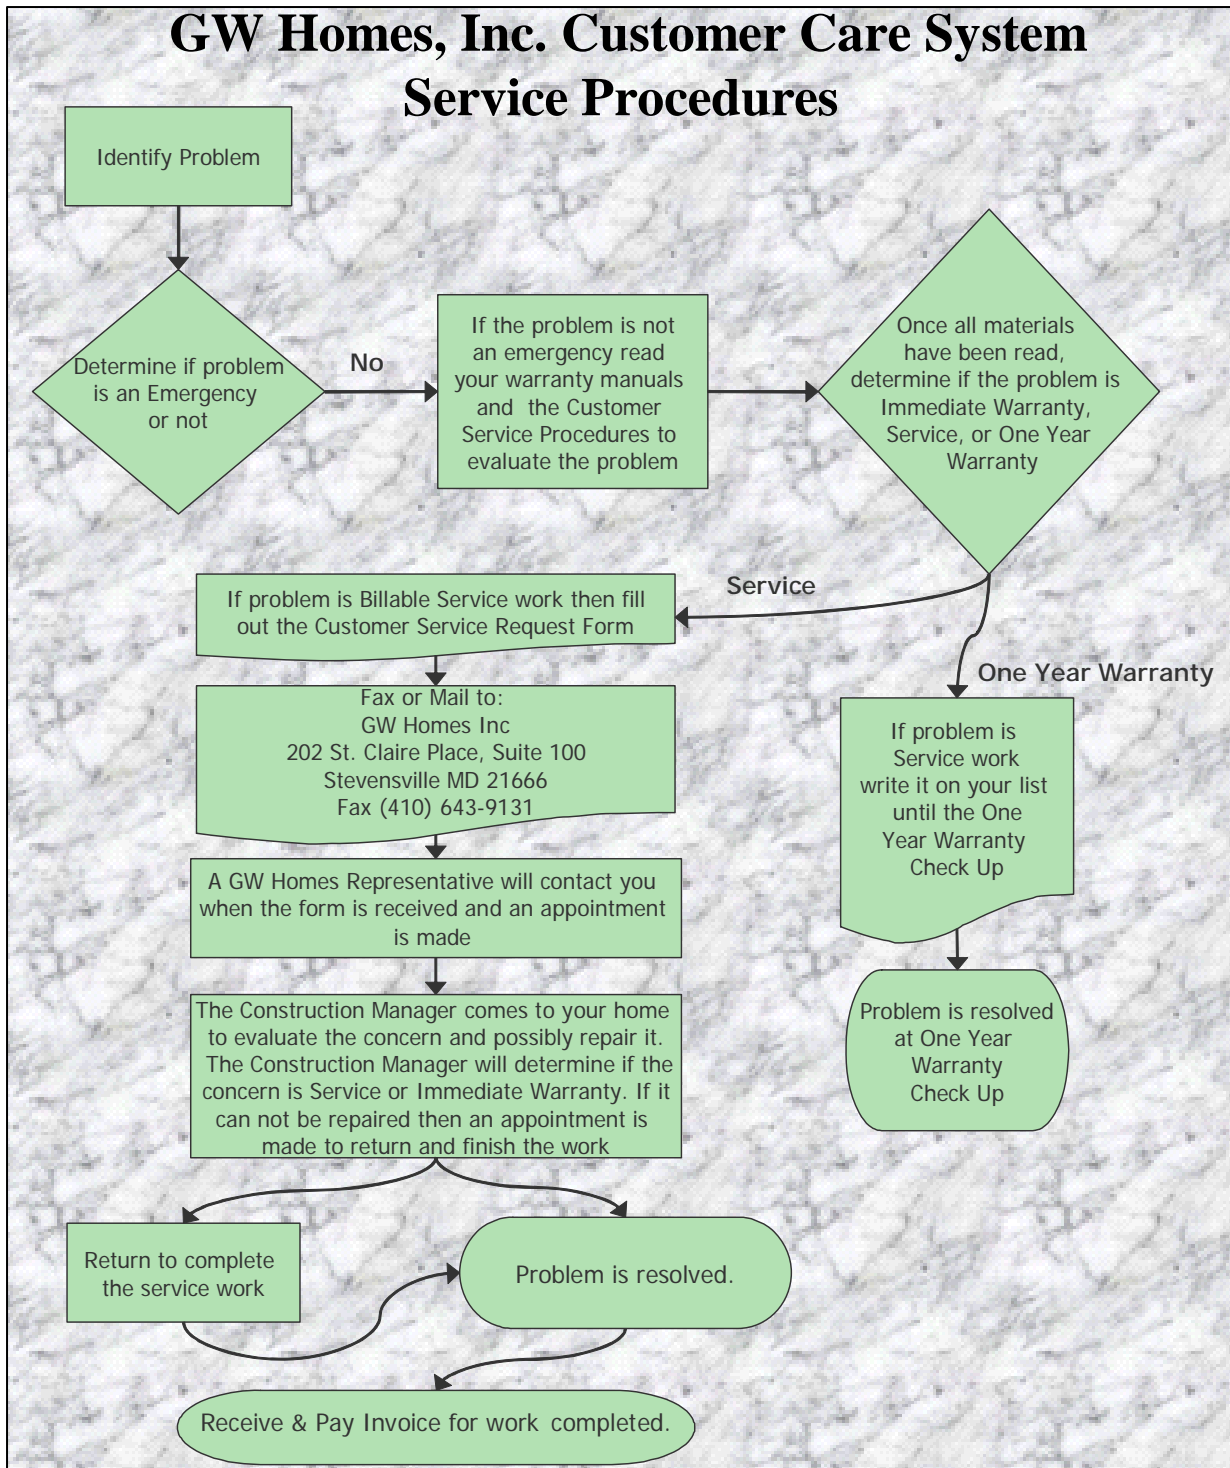 GW Homes, Inc. Customer Care System
Service Procedures
Identify Problem
Determine if problem
is an Emergency
or not
No
If the problem is not
an emergency read
your warranty manuals
and the Customer
Service Procedures to
evaluate the problem
Once all materials
have been read,
determine if the problem is
Immediate Warranty,
Service, or One Year
Warranty
Service
If problem is Billable Service work then fill
out the Customer Service Request Form
Fax or Mail to:
GW Homes Inc
202 St. Claire Place, Suite 100
Stevensville MD 21666
Fax (410) 643-9131
A GW Homes Representative will contact you
when the form is received and an appointment
is made
The Construction Manager comes to your home
to evaluate the concern and possibly repair it.
The Construction Manager will determine if the
concern is Service or Immediate Warranty. If it
can not be repaired then an appointment is
made to return and finish the work
One Year Warranty
If problem is
Service work
write it on your list
until the One
Year Warranty
Check Up
Problem is resolved
at One Year
Warranty
Check Up
Return to complete
the service work
Problem is resolved.
Receive & Pay Invoice for work completed.